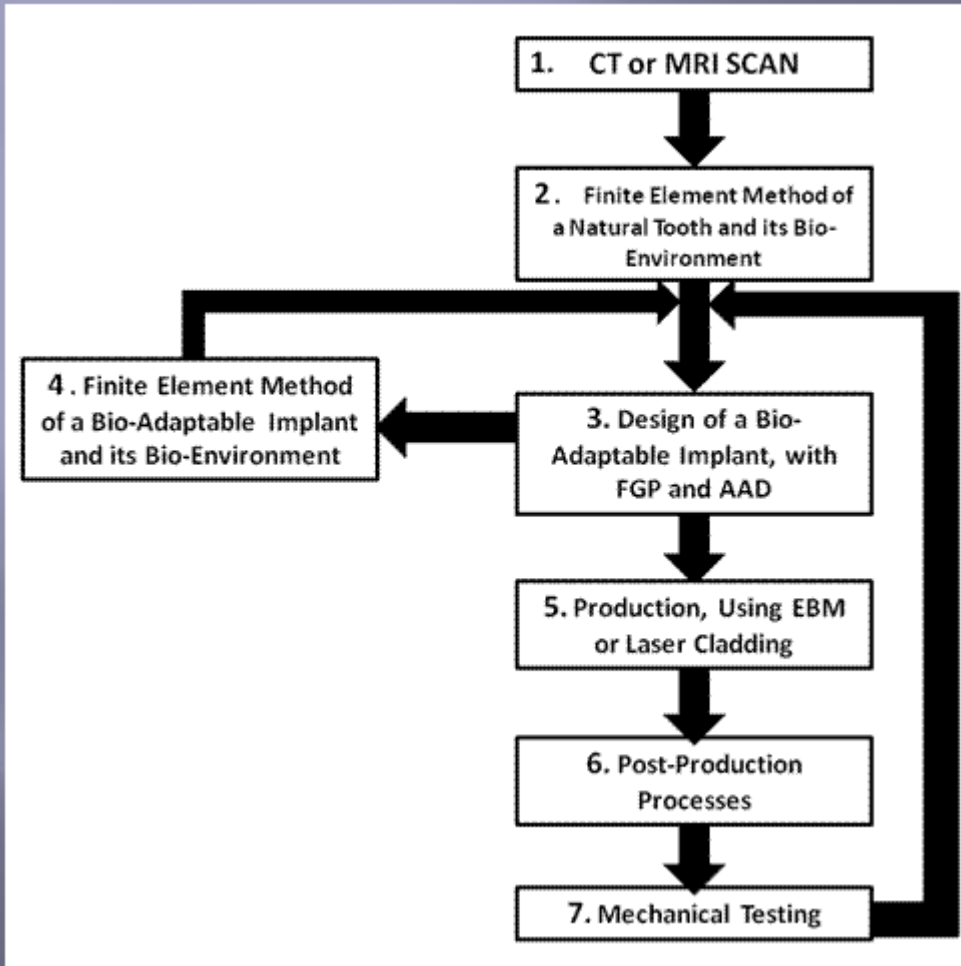 1. CT or MRI SCAN
2. Finite Element Method of
a Natural Tooth and its Bio-
Environment
4. Finite Element Method
of a Bio-Adaptable Implant
and its Bio-Environment
3. Design of a Bio-
Adaptable Implant, with
FGP and AAD
5. Production, Using EBM
or Laser Cladding
6. Post-Production
Processes
7. Mechanical Testing